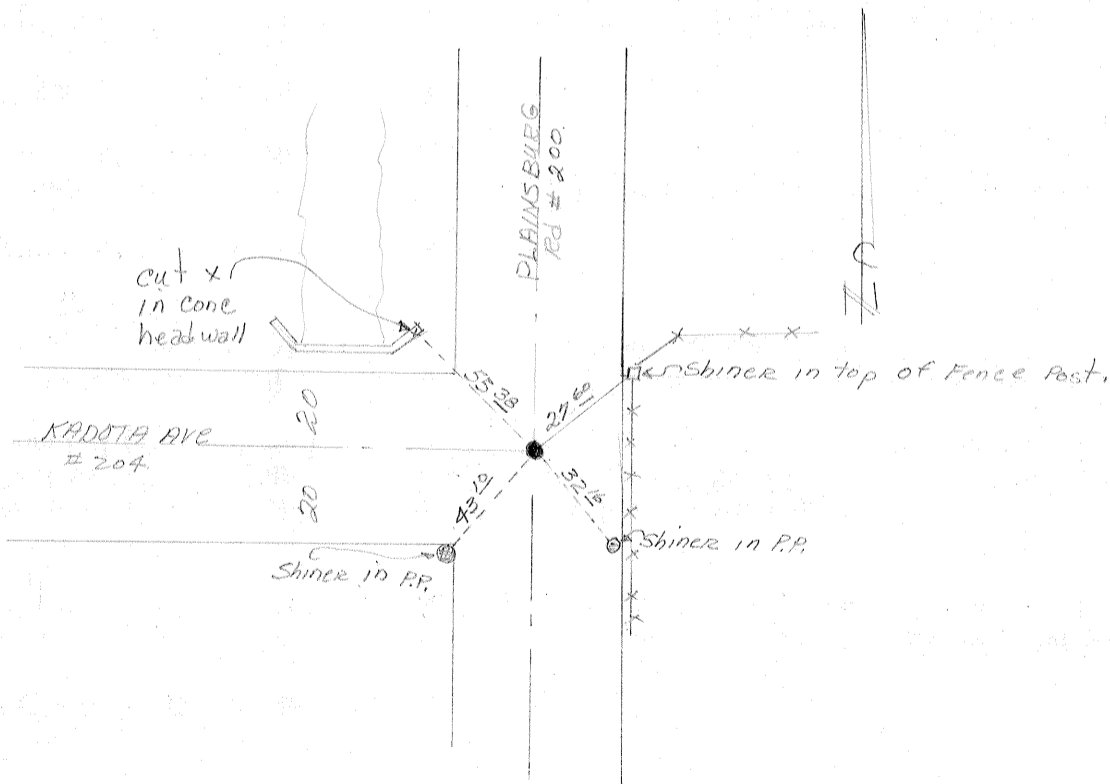 PLAINSBURG
Rd # 200.
N
cut x
in conc
headwall
Shiner in top of Fence Post.
55.38
27.60
20
KADOTA AVE
# 204.
20
43.10
32.16
Shiner in P.P.
Shiner in P.P.